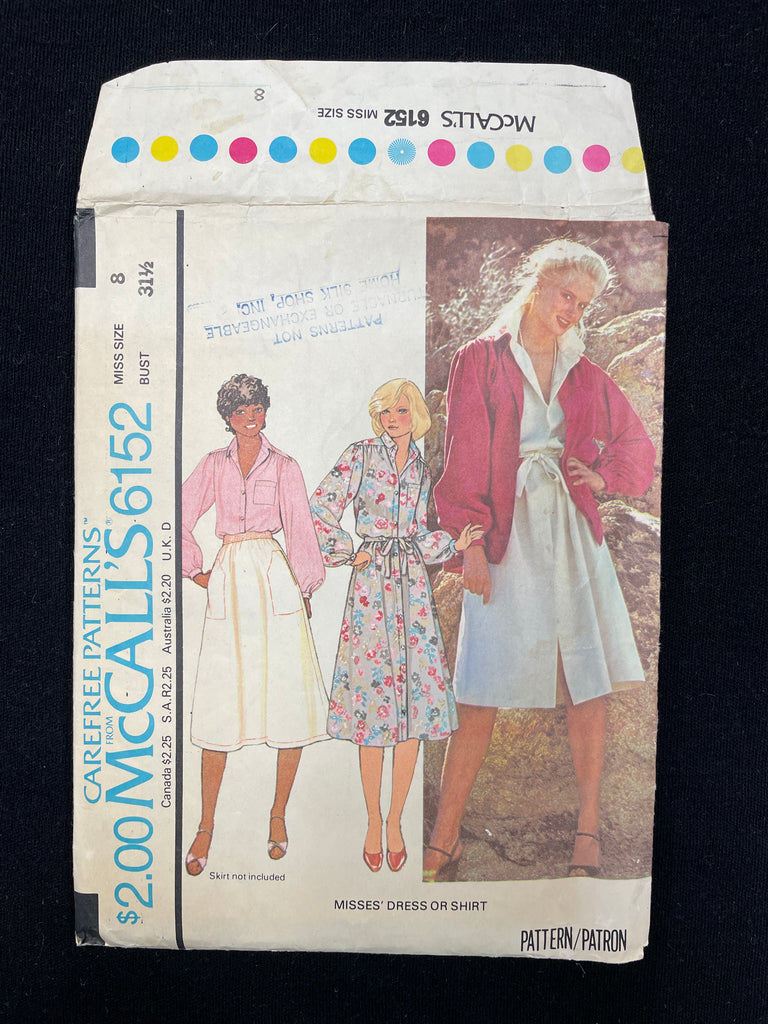 McCALL'S 6152 MISS SIZE
8
MISS SIZE 8
BUST 31½
CAREFREE PATTERNS™
FROM
$2.00 McCALL'S® 6152
Canada $2.25 S.A.R2.25 Australia $2.20 U.K. D
PATTERNS NOT
OR EXCHANGEABLE
HOME SILK SHOP, INC.
Skirt not included
MISSES' DRESS OR SHIRT
PATTERN/PATRON